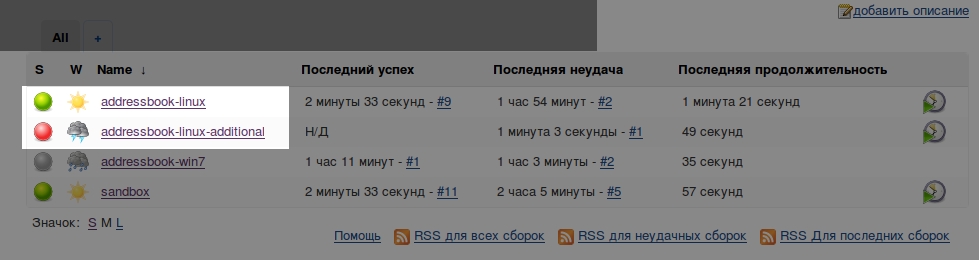 добавить описание
All +
S W Name ↓ Последний успех Последняя неудача Последняя продолжительность
addressbook-linux 2 минуты 33 секунд - #9 1 час 54 минут - #2 1 минута 21 секунд
addressbook-linux-additional Н/Д 1 минута 3 секунды - #1 49 секунд
addressbook-win7 1 час 11 минут - #1 1 час 3 минуты - #2 35 секунд
sandbox 2 минуты 33 секунд - #11 2 часа 5 минуты - #5 57 секунд
Значок: S M L
Помощь RSS для всех сборок RSS для неудачных сборок RSS Для последних сборок